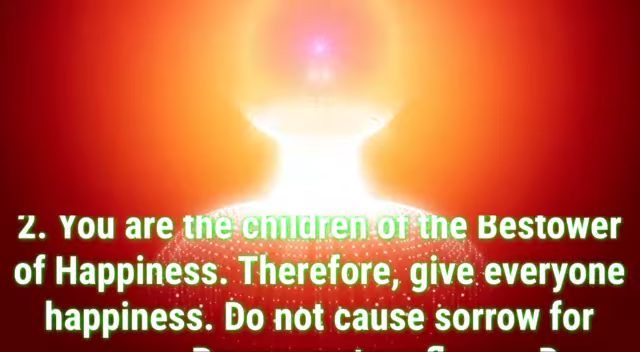 2. You are the children of the Bestower
of Happiness. Therefore, give everyone
happiness. Do not cause sorrow for